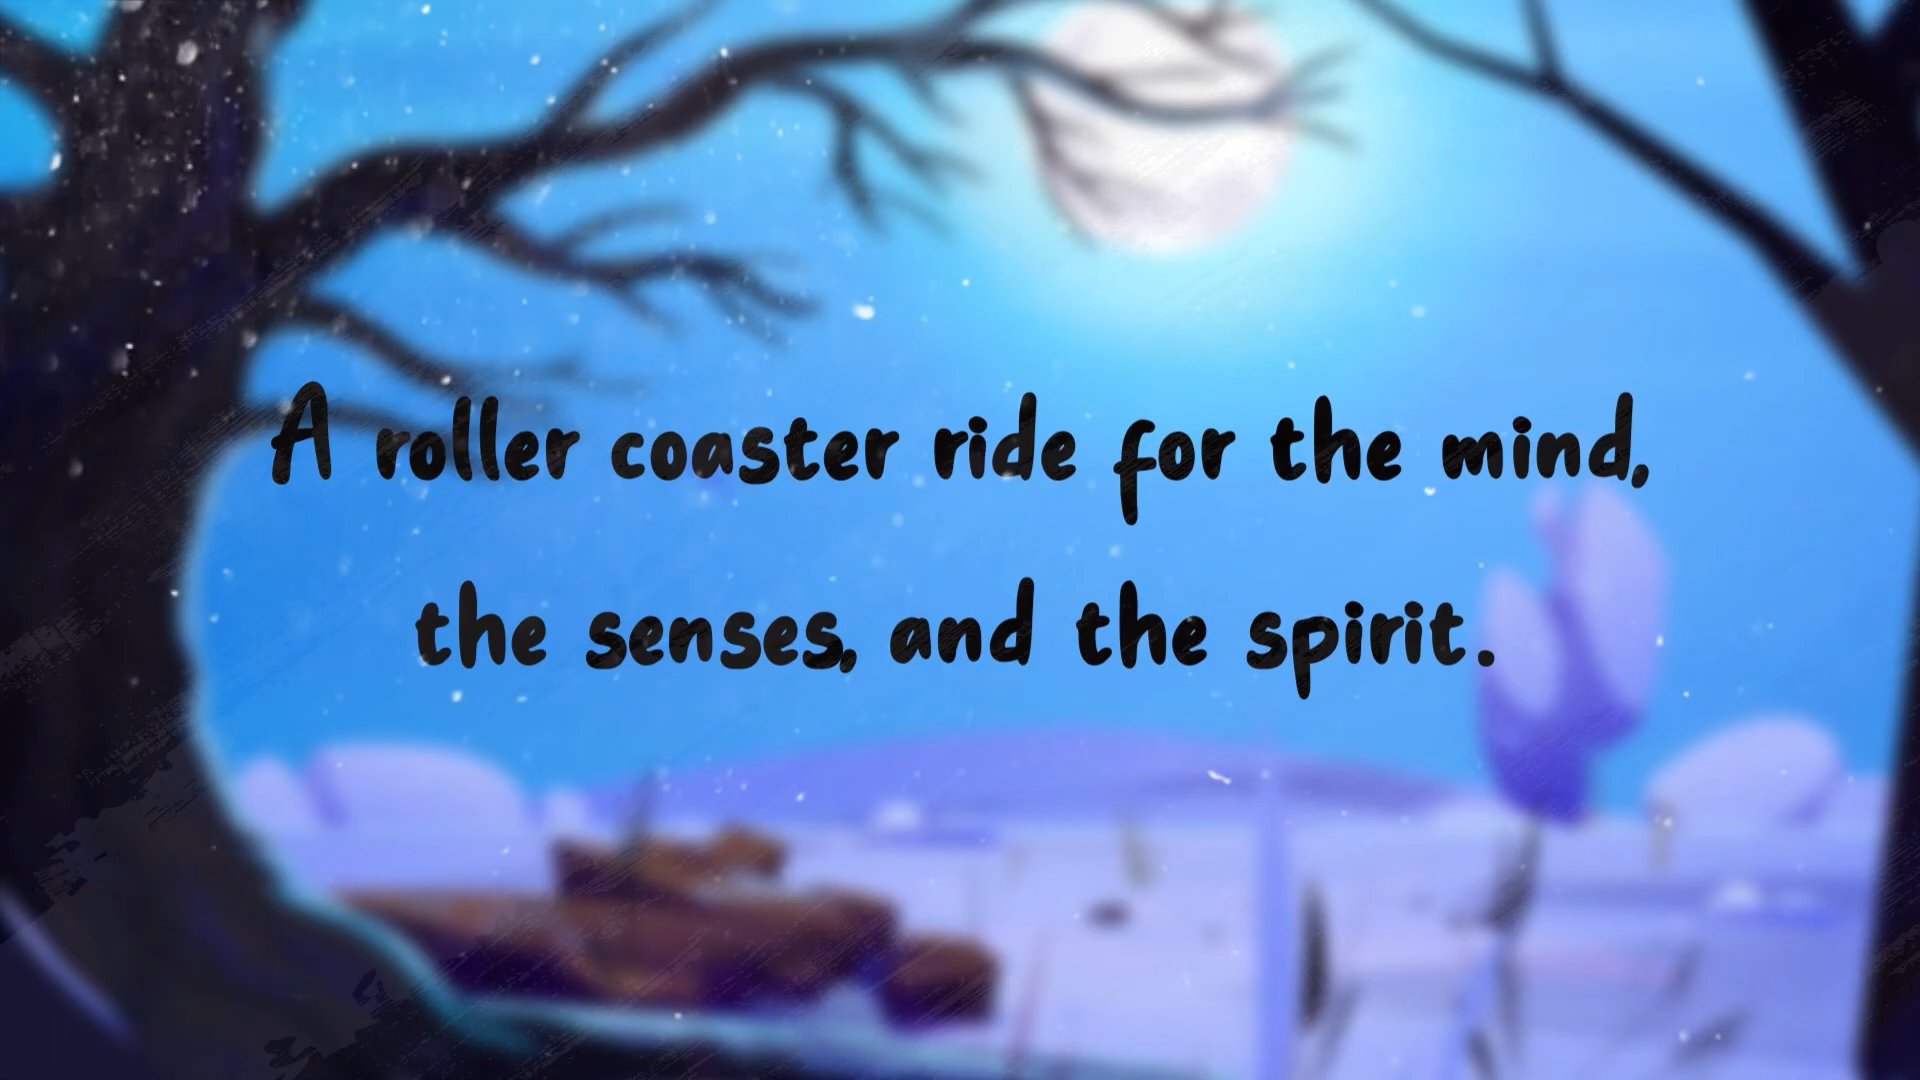 A roller coaster ride for the mind,
the senses, and the spirit.